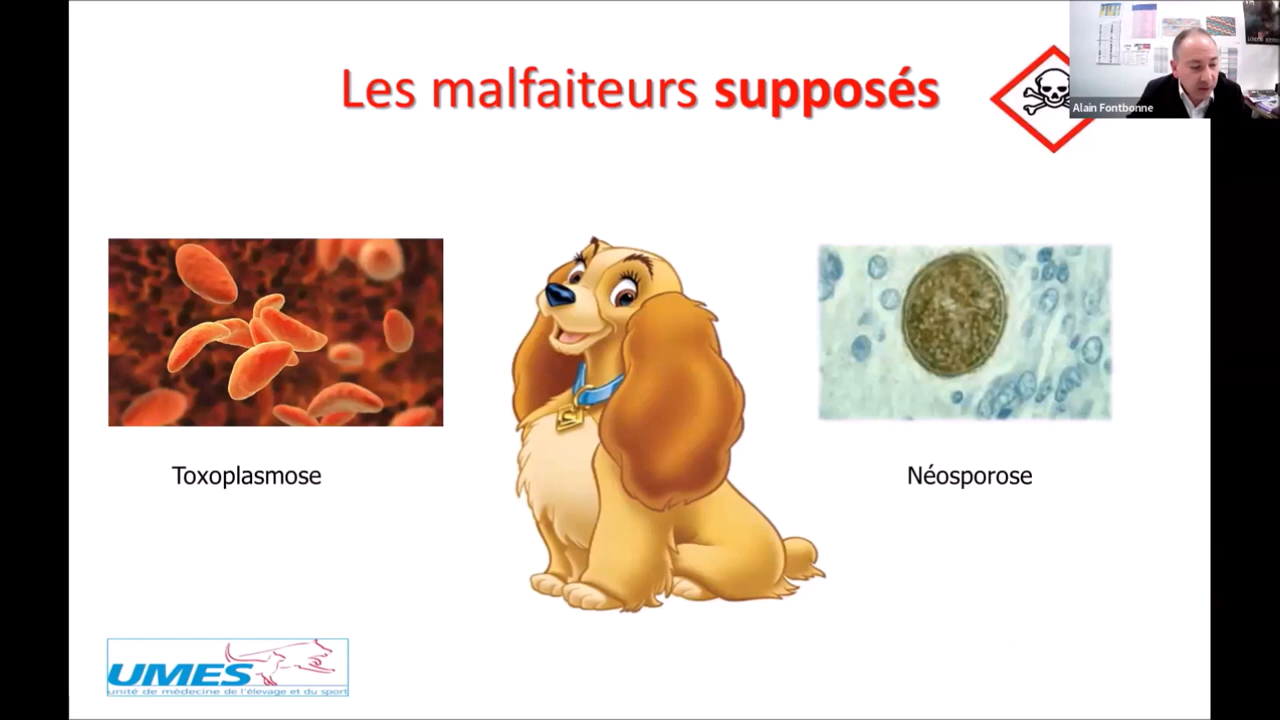 Les malfaiteurs supposés
Alain Fontbonne
Toxoplasmose
Néosporose
UMES
unité de médecine de l'élevage et du sport